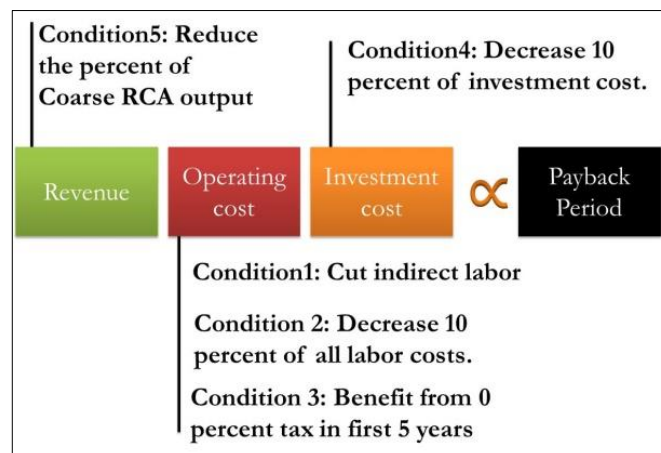 Condition5: Reduce
the percent of
Coarse RCA output
Condition4: Decrease 10
percent of investment cost.
Revenue
Operating
cost
Investment
cost
∝
Payback
Period
Condition1: Cut indirect labor
Condition 2: Decrease 10
percent of all labor costs.
Condition 3: Benefit from 0
percent tax in first 5 years